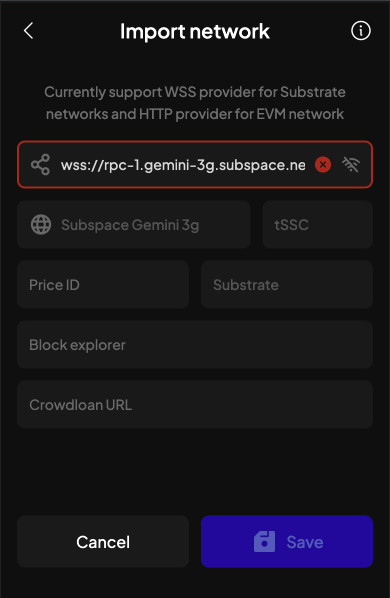 Import network
Currently support WSS provider for Substrate
networks and HTTP provider for EVM network
wss://rpc-1.gemini-3g.subspace.ne
Subspace Gemini 3g
tSSC
Price ID
Substrate
Block explorer
Crowdloan URL
Cancel
Save